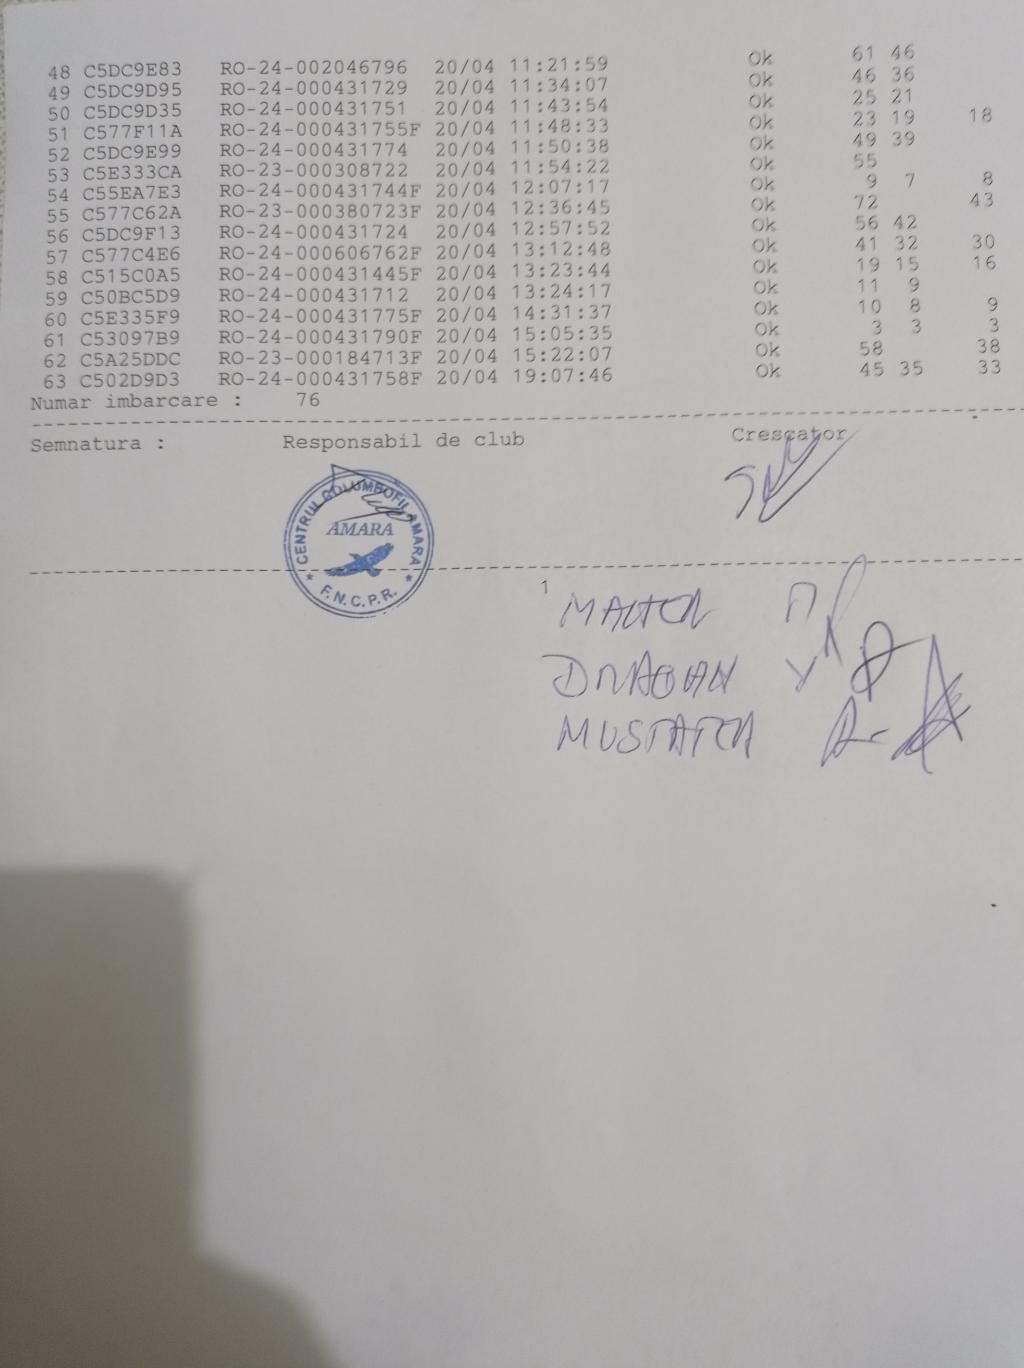 48 C5DC9E83 RO-24-002046796 20/04 11:21:59 Ok 61 46
49 C5DC9D95 RO-24-000431729 20/04 11:34:07 Ok 46 36
50 C5DC9D35 RO-24-000431751 20/04 11:43:54 Ok 25 21
51 C577F11A RO-24-000431755F 20/04 11:48:33 Ok 23 19 18
52 C5DC9E99 RO-24-000431774 20/04 11:50:38 Ok 49 39
53 C5E333CA RO-23-000308722 20/04 11:54:22 Ok 55
54 C55EA7E3 RO-24-000431744F 20/04 12:07:17 Ok 9 7 8
55 C577C62A RO-23-000380723F 20/04 12:36:45 Ok 72 43
56 C5DC9F13 RO-24-000431724 20/04 12:57:52 Ok 56 42
57 C577C4E6 RO-24-000606762F 20/04 13:12:48 Ok 41 32 30
58 C515C0A5 RO-24-000431445F 20/04 13:23:44 Ok 19 15 16
59 C50BC5D9 RO-24-000431712 20/04 13:24:17 Ok 11 9
60 C5E335F9 RO-24-000431775F 20/04 14:31:37 Ok 10 8 9
61 C53097B9 RO-24-000431790F 20/04 15:05:35 Ok 3 3 3
62 C5A25DDC RO-23-000184713F 20/04 15:22:07 Ok 58 38
63 C502D9D3 RO-24-000431758F 20/04 19:07:46 Ok 45 35 33
Numar imbarcare : 76
Semnatura : Responsabil de club Crescator
CENTRUL COLUMBOFIL AMARA
AMARA
F.N.C.P.R.
1
MUSTATEA